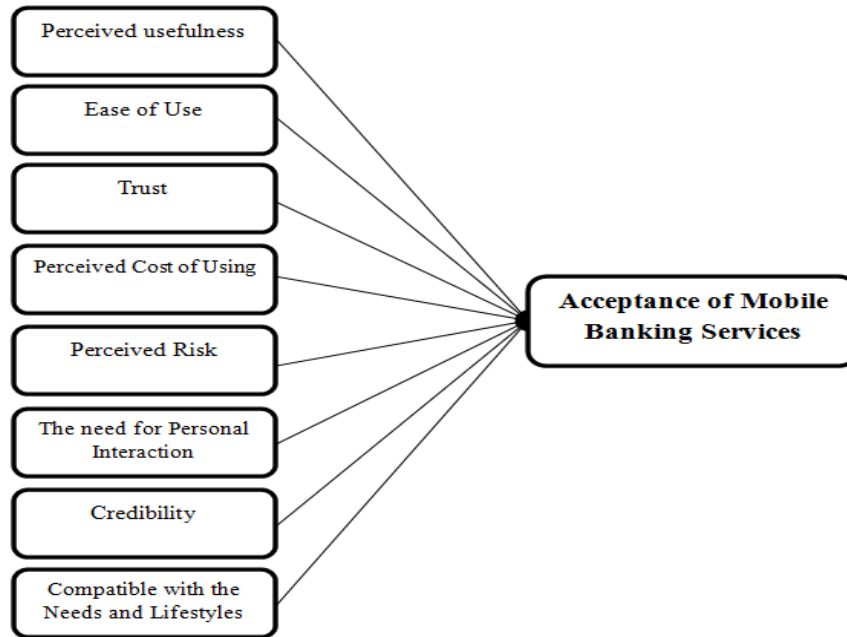 Perceived usefulness
Ease of Use
Trust
Perceived Cost of Using
Perceived Risk
The need for Personal
Interaction
Credibility
Compatible with the
Needs and Lifestyles
Acceptance of Mobile
Banking Services